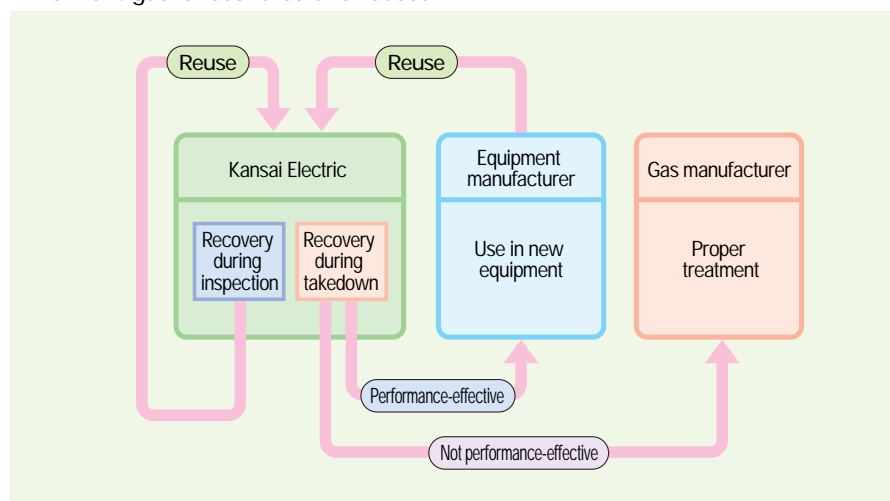 Reuse
Reuse
Kansai Electric
Equipment
manufacturer
Gas manufacturer
Recovery
during
inspection
Recovery
during
takedown
Use in new
equipment
Proper
treatment
Performance-effective
Not performance-effective